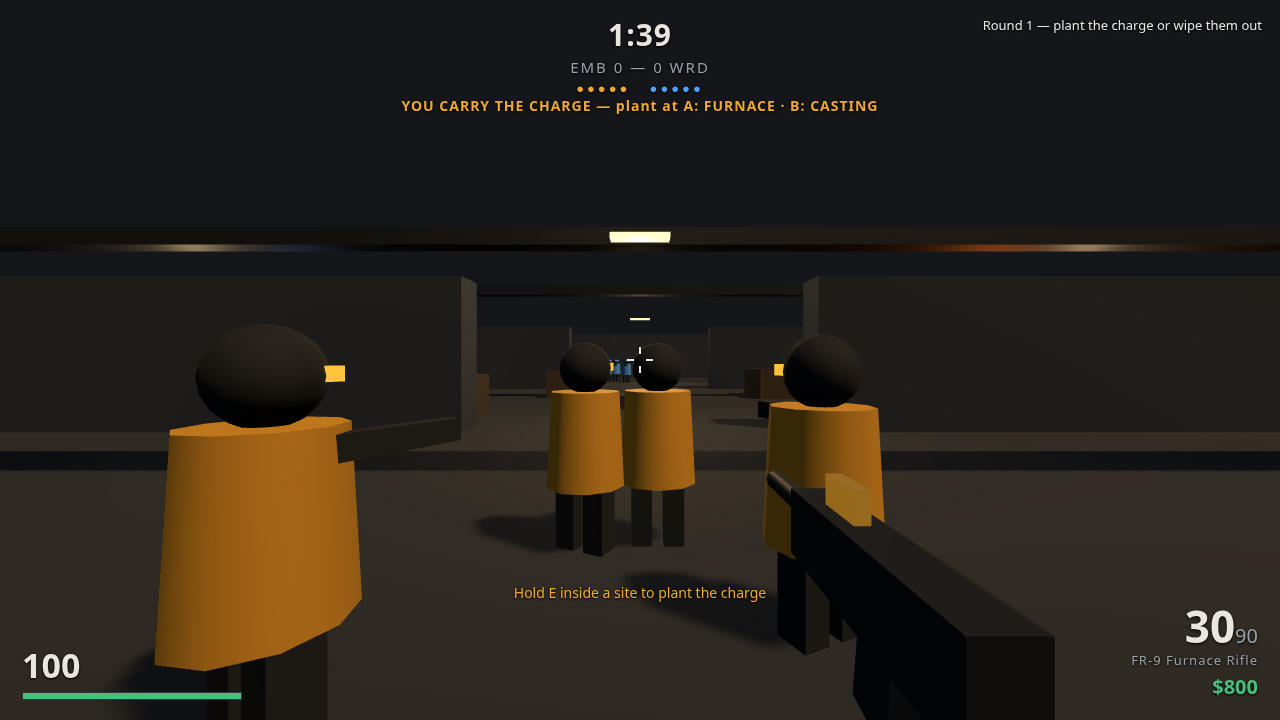 1:39
Round 1 — plant the charge or wipe them out
EMB 0 — 0 WRD
YOU CARRY THE CHARGE — plant at A: FURNACE · B: CASTING
Hold E inside a site to plant the charge
100
30 90
FR-9 Furnace Rifle
$800